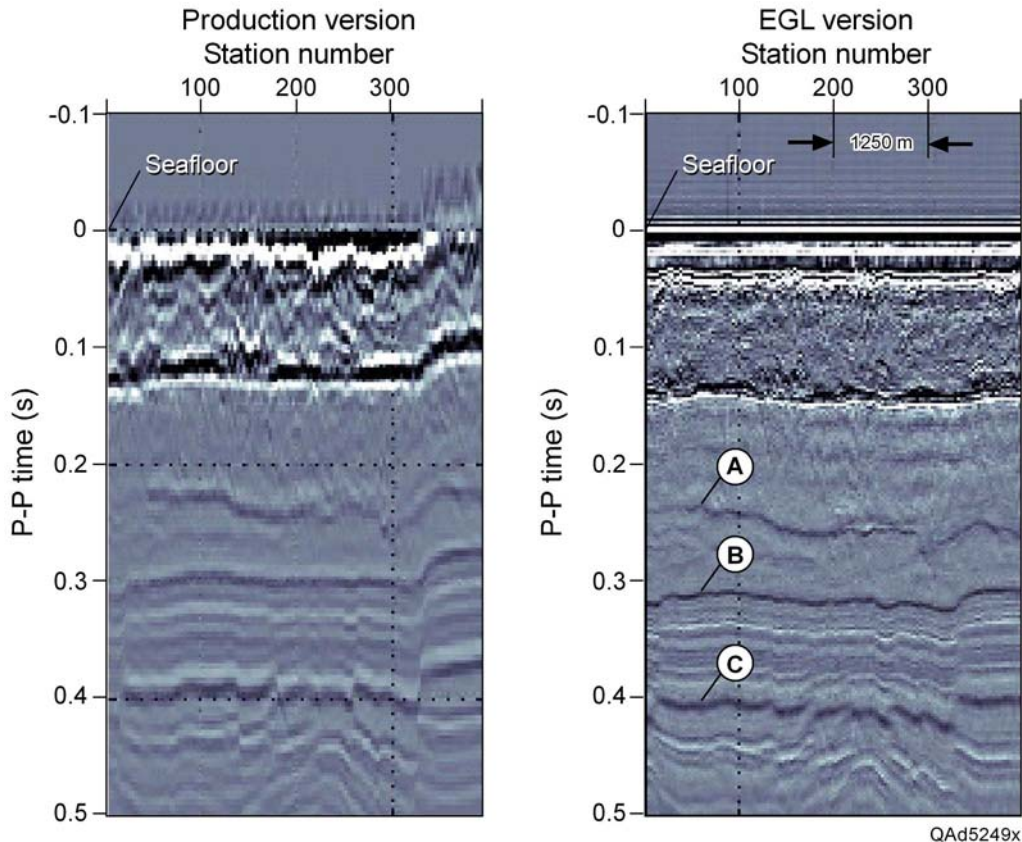 Production version
Station number
100 200 300
-0.1
0
0.1
0.2
0.3
0.4
0.5
P-P time (s)
Seafloor
EGL version
Station number
100 200 300
-0.1
0
0.1
0.2
0.3
0.4
0.5
P-P time (s)
Seafloor
1250 m
A
B
C
QAd5249x